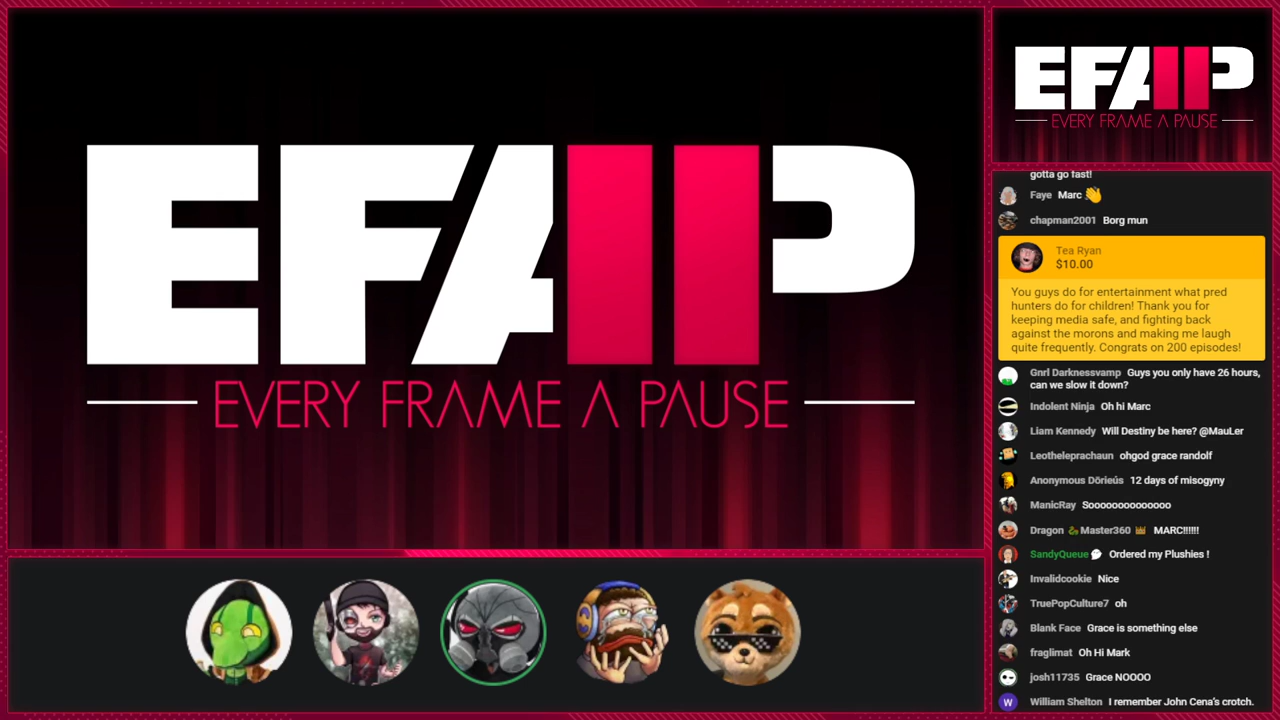 EFAP
EVERY FRAME A PAUSE
EFAP
EVERY FRAME A PAUSE
gotta go fast!
Faye Marc 👋
chapman2001 Borg mun
Tea Ryan
$10.00
You guys do for entertainment what pred
hunters do for children! Thank you for
keeping media safe, and fighting back
against the morons and making me laugh
quite frequently. Congrats on 200 episodes!
Gnrl Darknessvamp Guys you only have 26 hours,
can we slow it down?
Indolent Ninja Oh hi Marc
Liam Kennedy Will Destiny be here? @MauLer
Leotheleprachaun ohgod grace randolf
Anonymous Dōrieús 12 days of misogyny
ManicRay Soooooooooooooo
Dragon 🐉 Master360 👑 MARC!!!!!!
SandyQueue Ordered my Plushies !
Invalidcookie Nice
TruePopCulture7 oh
Blank Face Grace is something else
fraglimat Oh Hi Mark
josh11735 Grace NOOOO
W William Shelton I remember John Cena's crotch.